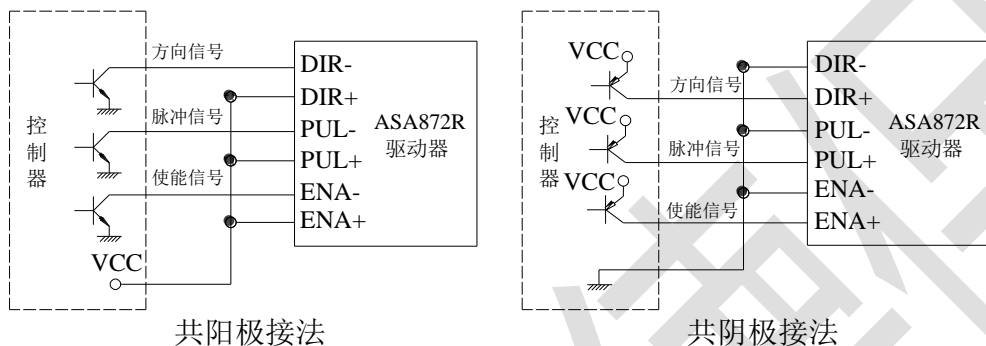 方向信号
DIR-
DIR+
脉冲信号
PUL-
PUL+
使能信号
ENA-
ENA+
ASA872R
驱动器
控制器
VCC
共阳极接法
VCC
方向信号
DIR-
DIR+
VCC
脉冲信号
PUL-
PUL+
VCC
使能信号
ENA-
ENA+
ASA872R
驱动器
控制器
共阴极接法